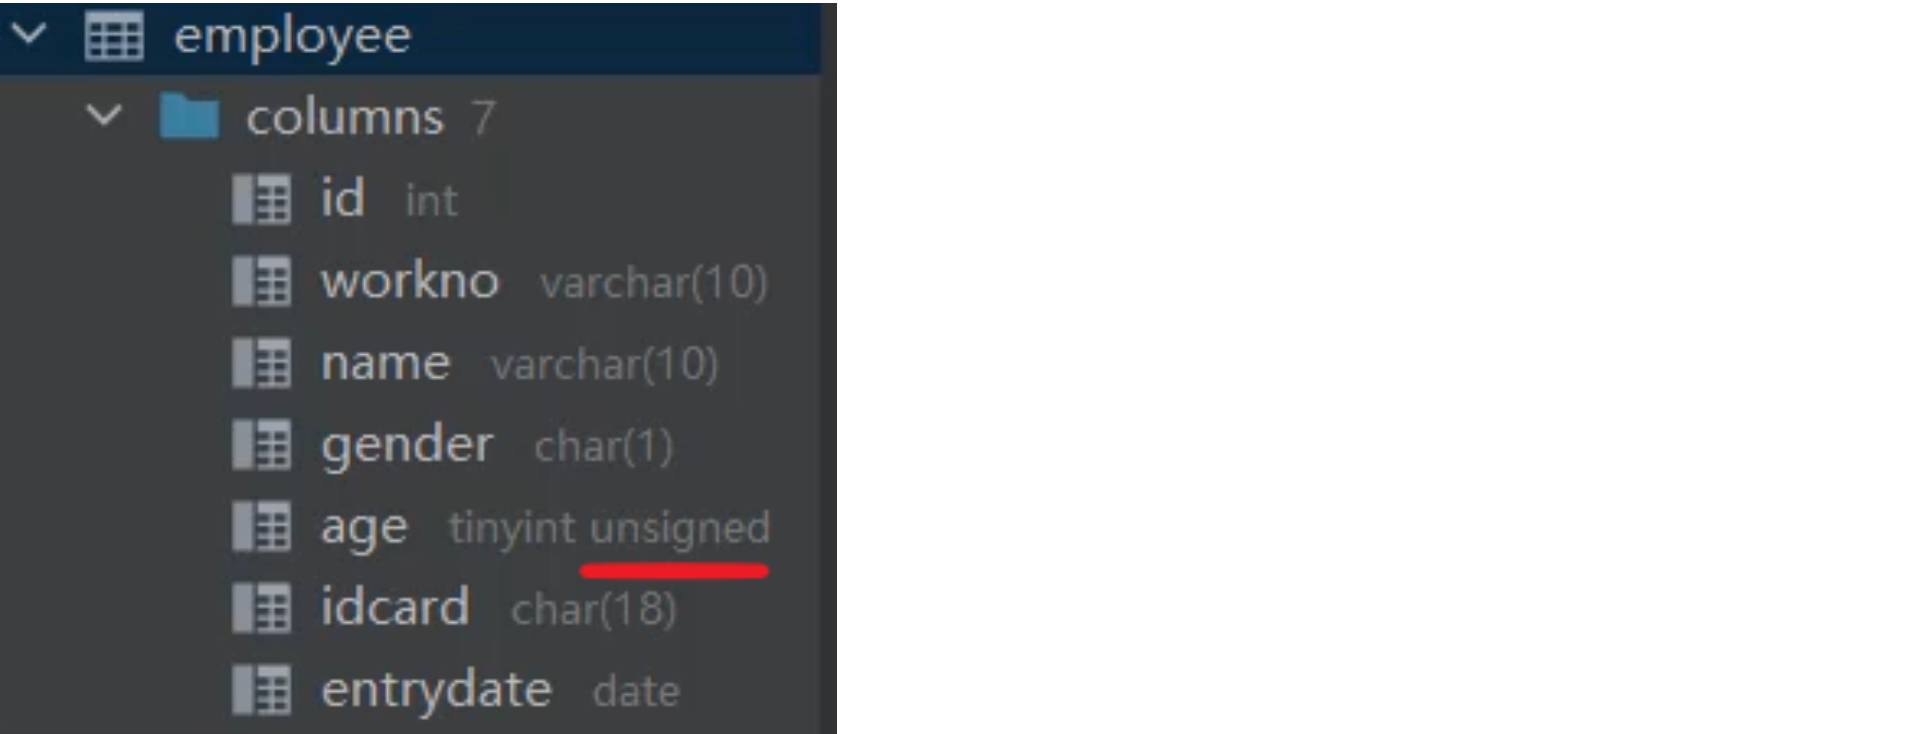 employee
columns 7
id int
workno varchar(10)
name varchar(10)
gender char(1)
age tinyint unsigned
idcard char(18)
entrydate date